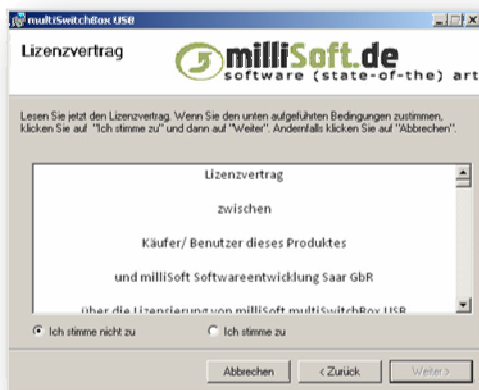 multiSwitchBox USB
Lizenzvertrag
milliSoft.de
software (state-of-the) art
Lesen Sie jetzt den Lizenzvertrag. Wenn Sie den unten aufgeführten Bedingungen zustimmen,
klicken Sie auf "Ich stimme zu" und dann auf "Weiter". Andernfalls klicken Sie auf "Abbrechen".
Lizenzvertrag
zwischen
Käufer/ Benutzer dieses Produktes
und milliSoft Softwareentwicklung Saar GbR
über die Lizensierung von milliSoft multiSwitchBox USB
Ich stimme nicht zu
Ich stimme zu
Abbrechen
< Zurück
Weiter >